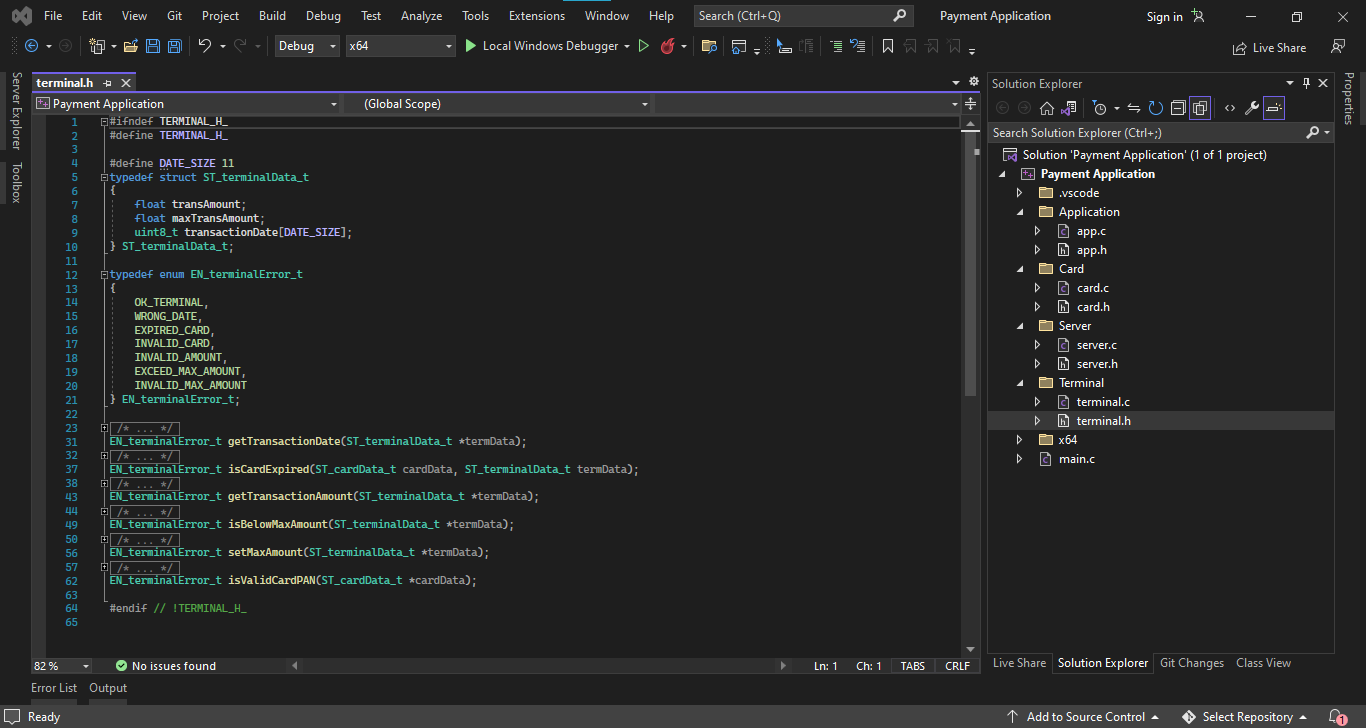 File Edit View Git Project Build Debug Test Analyze Tools Extensions Window Help Search (Ctrl+Q) Payment Application Sign in
Debug x64 Local Windows Debugger Live Share
Server Explorer
Toolbox
terminal.h
Payment Application (Global Scope)
1 #ifndef TERMINAL_H_
2 #define TERMINAL_H_
3
4 #define DATE_SIZE 11
5 typedef struct ST_terminalData_t
6 {
7 float transAmount;
8 float maxTransAmount;
9 uint8_t transactionDate[DATE_SIZE];
10 } ST_terminalData_t;
11
12 typedef enum EN_terminalError_t
13 {
14 OK_TERMINAL,
15 WRONG_DATE,
16 EXPIRED_CARD,
17 INVALID_CARD,
18 INVALID_AMOUNT,
19 EXCEED_MAX_AMOUNT,
20 INVALID_MAX_AMOUNT
21 } EN_terminalError_t;
22
23 /* ... */
31 EN_terminalError_t getTransactionDate(ST_terminalData_t *termData);
32 /* ... */
37 EN_terminalError_t isCardExpired(ST_cardData_t cardData, ST_terminalData_t termData);
38 /* ... */
43 EN_terminalError_t getTransactionAmount(ST_terminalData_t *termData);
44 /* ... */
49 EN_terminalError_t isBelowMaxAmount(ST_terminalData_t *termData);
50 /* ... */
56 EN_terminalError_t setMaxAmount(ST_terminalData_t *termData);
57 /* ... */
62 EN_terminalError_t isValidCardPAN(ST_cardData_t *cardData);
63
64 #endif // !TERMINAL_H_
65
82 % No issues found Ln: 1 Ch: 1 TABS CRLF
Solution Explorer
Search Solution Explorer (Ctrl+;)
Solution 'Payment Application' (1 of 1 project)
Payment Application
.vscode
Application
app.c
app.h
Card
card.c
card.h
Server
server.c
server.h
Terminal
terminal.c
terminal.h
x64
main.c
Live Share Solution Explorer Git Changes Class View
Properties
Error List Output
Ready Add to Source Control Select Repository 1